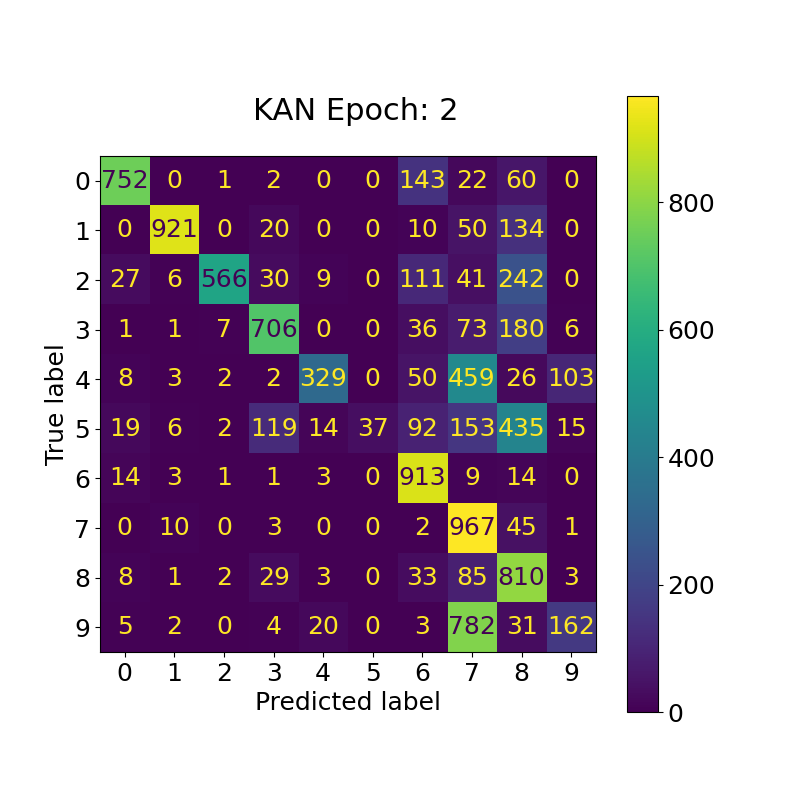 KAN Epoch: 2
0 752 0 1 2 0 0 143 22 60 0
1 0 921 0 20 0 0 10 50 134 0
2 27 6 566 30 9 0 111 41 242 0
3 1 1 7 706 0 0 36 73 180 6
4 8 3 2 2 329 0 50 459 26 103
5 19 6 2 119 14 37 92 153 435 15
6 14 3 1 1 3 0 913 9 14 0
7 0 10 0 3 0 0 2 967 45 1
8 8 1 2 29 3 0 33 85 810 3
9 5 2 0 4 20 0 3 782 31 162
0 1 2 3 4 5 6 7 8 9
Predicted label
True label
800
600
400
200
0